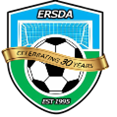 ERSDA
CELEBRATING 30 YEARS
EST 1995